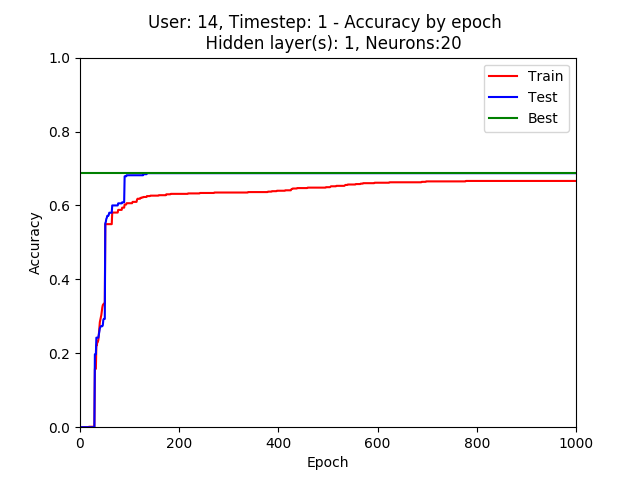 User: 14, Timestep: 1 - Accuracy by epoch
Hidden layer(s): 1, Neurons:20
Train
Test
Best
1.0
0.8
0.6
0.4
0.2
0.0
Accuracy
0 200 400 600 800 1000
Epoch